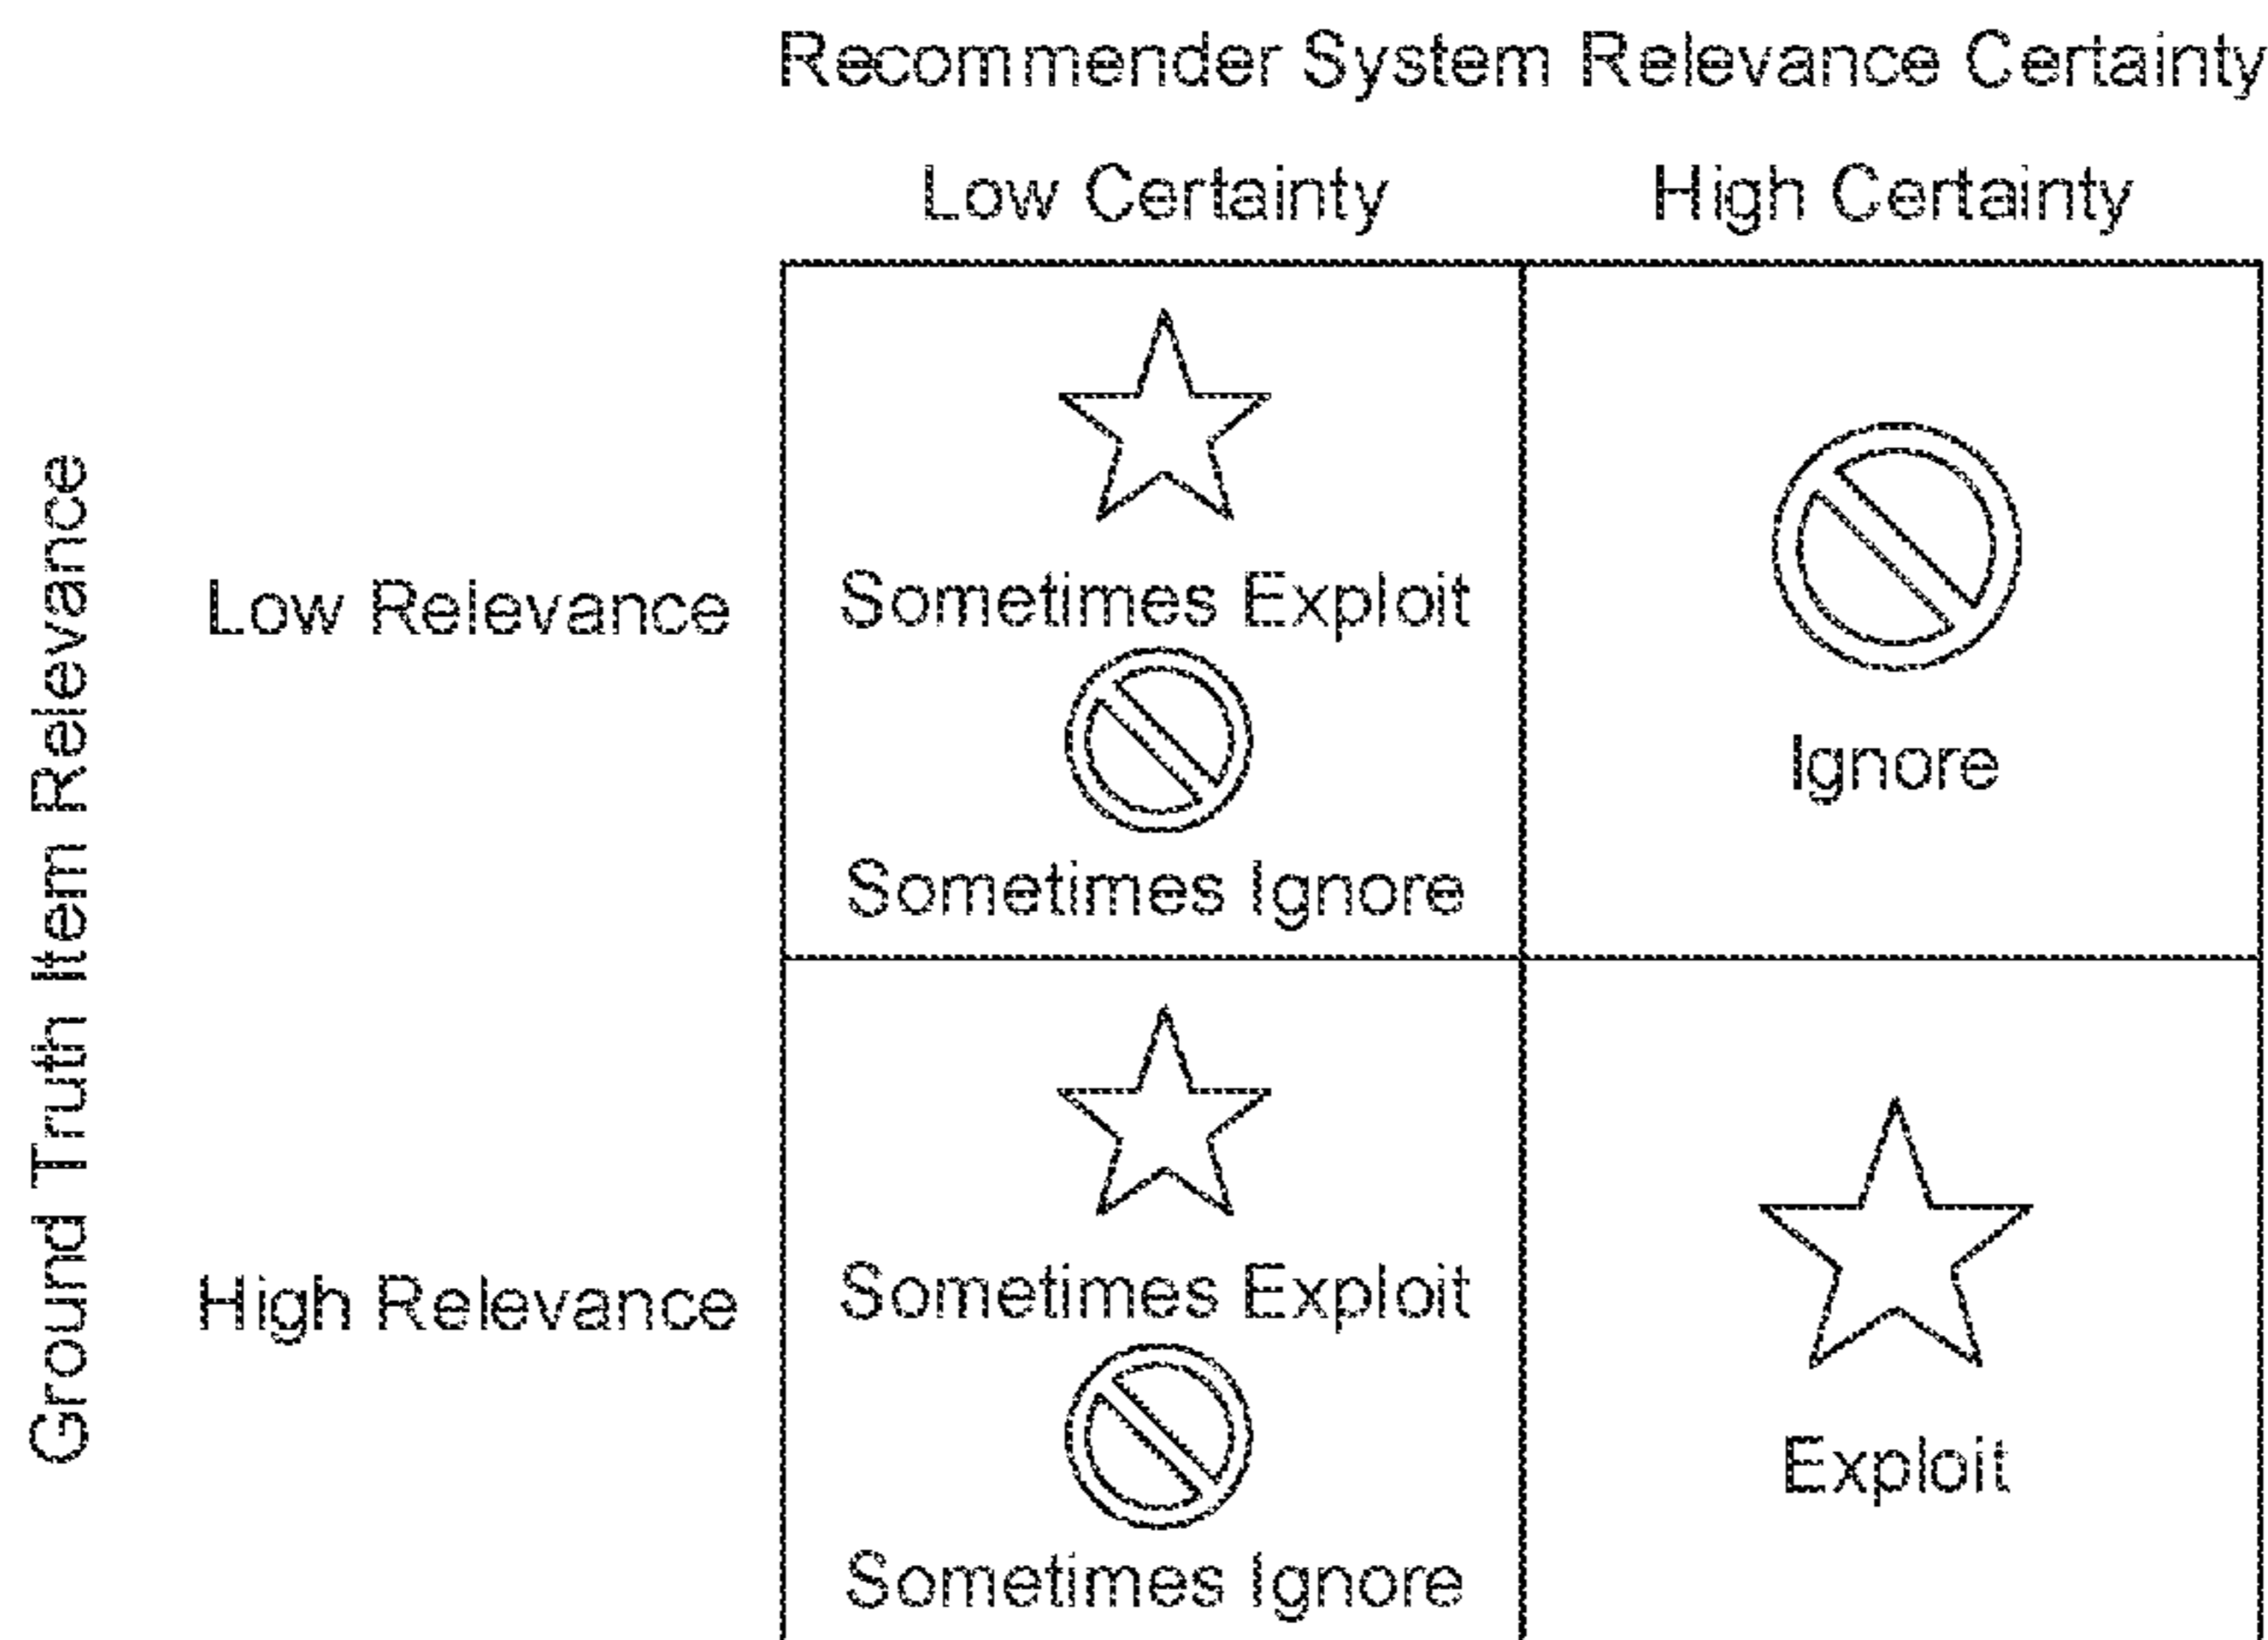 Recommender System Relevance Certainty
Low Certainty
High Certainty
Ground Truth Item Relevance
Low Relevance
Sometimes Exploit
Sometimes Ignore
Ignore
High Relevance
Sometimes Exploit
Sometimes Ignore
Exploit